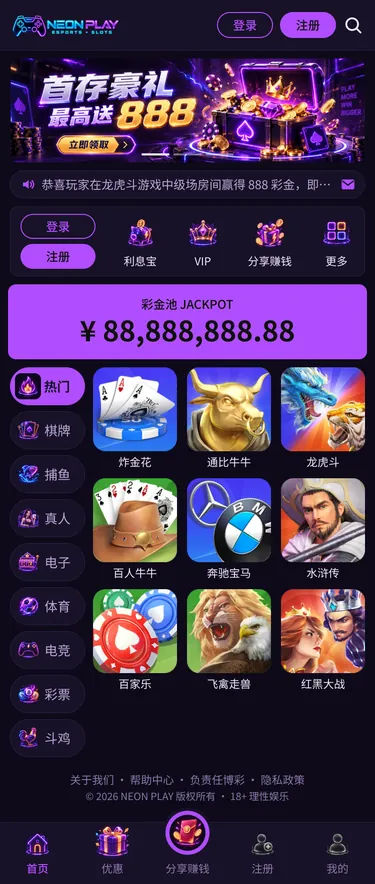 NEON PLAY
ESPORTS • SLOTS
登录
注册
首存豪礼
最高送888
立即领取
PLAY
MORE
WIN
BIGGER
恭喜玩家在龙虎斗游戏中级场房间赢得 888 彩金，即…
登录
注册
利息宝
VIP
分享赚钱
更多
彩金池 JACKPOT
¥ 88,888,888.88
热门
棋牌
捕鱼
真人
电子
体育
电竞
彩票
斗鸡
炸金花
通比牛牛
龙虎斗
百人牛牛
BMW
奔驰宝马
水浒传
百家乐
飞禽走兽
红黑大战
关于我们 • 帮助中心 • 负责任博彩 • 隐私政策
© 2026 NEON PLAY 版权所有 • 18+ 理性娱乐
首页
优惠
分享赚钱
注册
我的